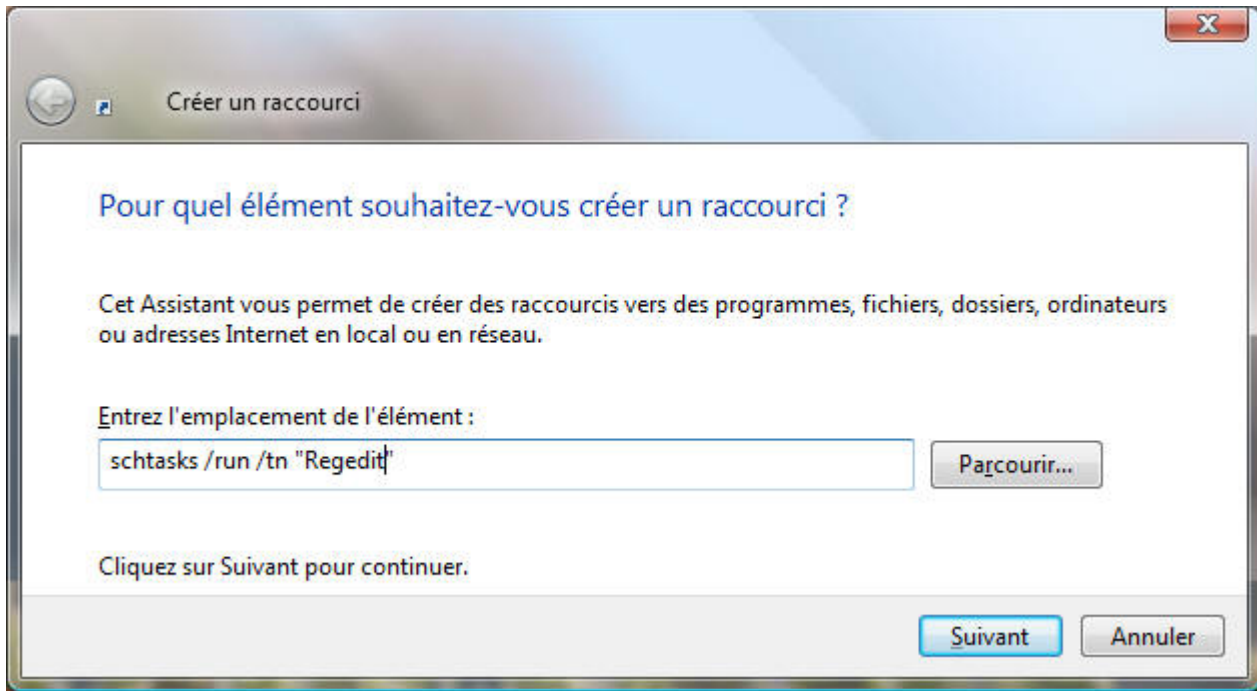 Créer un raccourci
Pour quel élément souhaitez-vous créer un raccourci ?
Cet Assistant vous permet de créer des raccourcis vers des programmes, fichiers, dossiers, ordinateurs
ou adresses Internet en local ou en réseau.
Entrez l'emplacement de l'élément :
schtasks /run /tn "Regedit"
Parcourir...
Cliquez sur Suivant pour continuer.
Suivant
Annuler